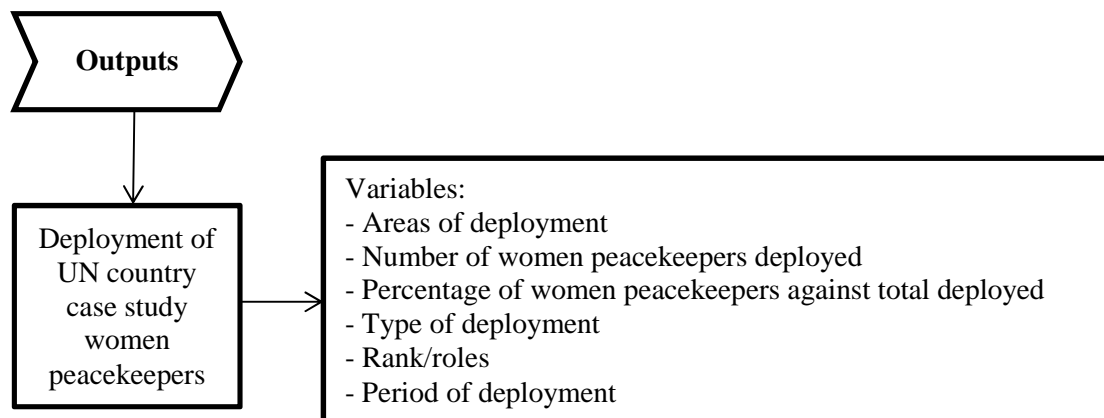 Outputs
Deployment of
UN country
case study
women
peacekeepers
Variables:
- Areas of deployment
- Number of women peacekeepers deployed
- Percentage of women peacekeepers against total deployed
- Type of deployment
- Rank/roles
- Period of deployment